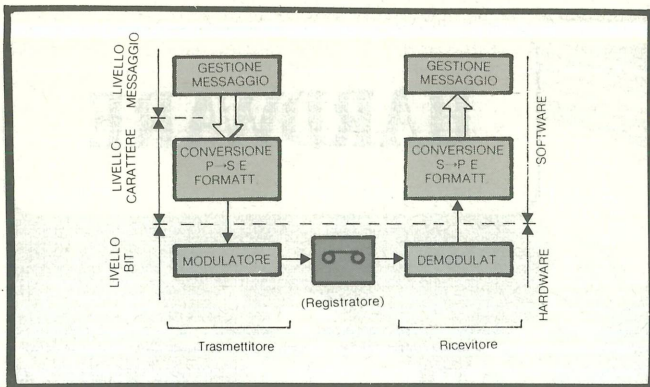 LIVELLO
MESSAGGIO
LIVELLO
CARATTERE
LIVELLO
BIT
GESTIONE
MESSAGGIO
CONVERSIONE
P→S E
FORMATT.
MODULATORE
(Registratore)
GESTIONE
MESSAGGIO
CONVERSIONE
S→P E
FORMATT.
DEMODULAT
SOFTWARE
HARDWARE
Trasmettitore
Ricevitore